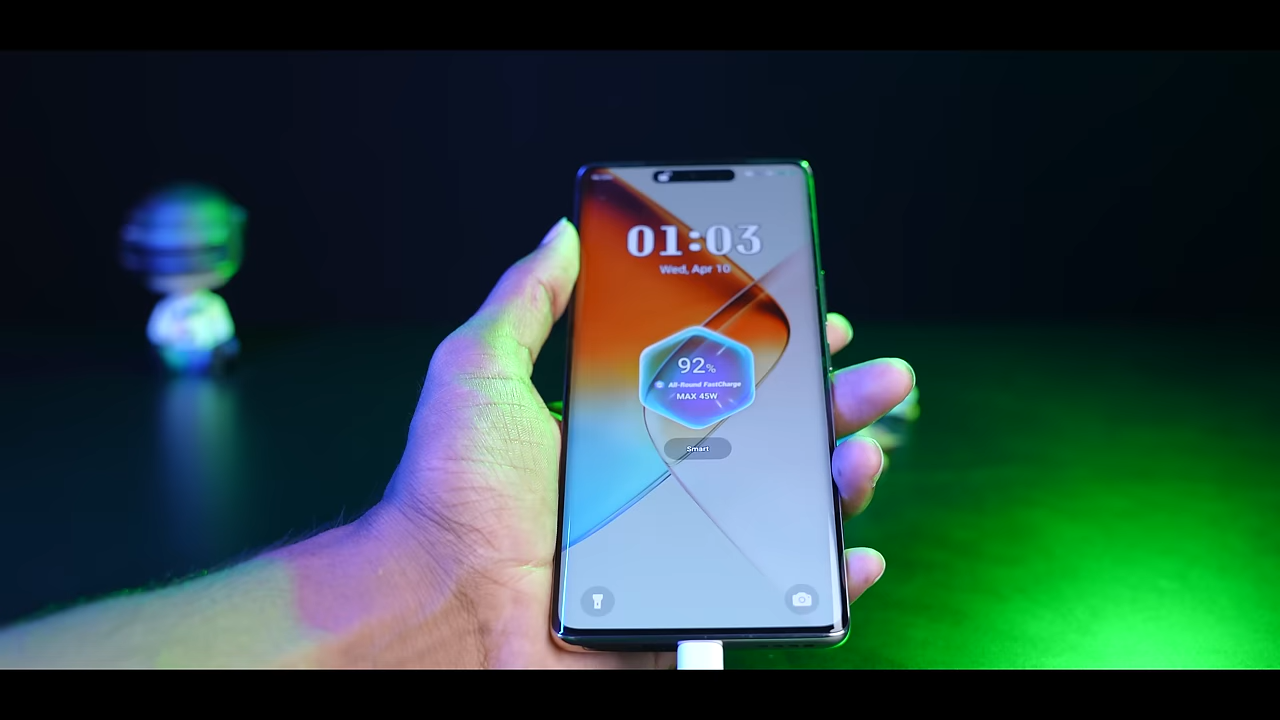 01:03
Wed, Apr 10
92%
All-Round FastCharge
MAX 45W
Smart